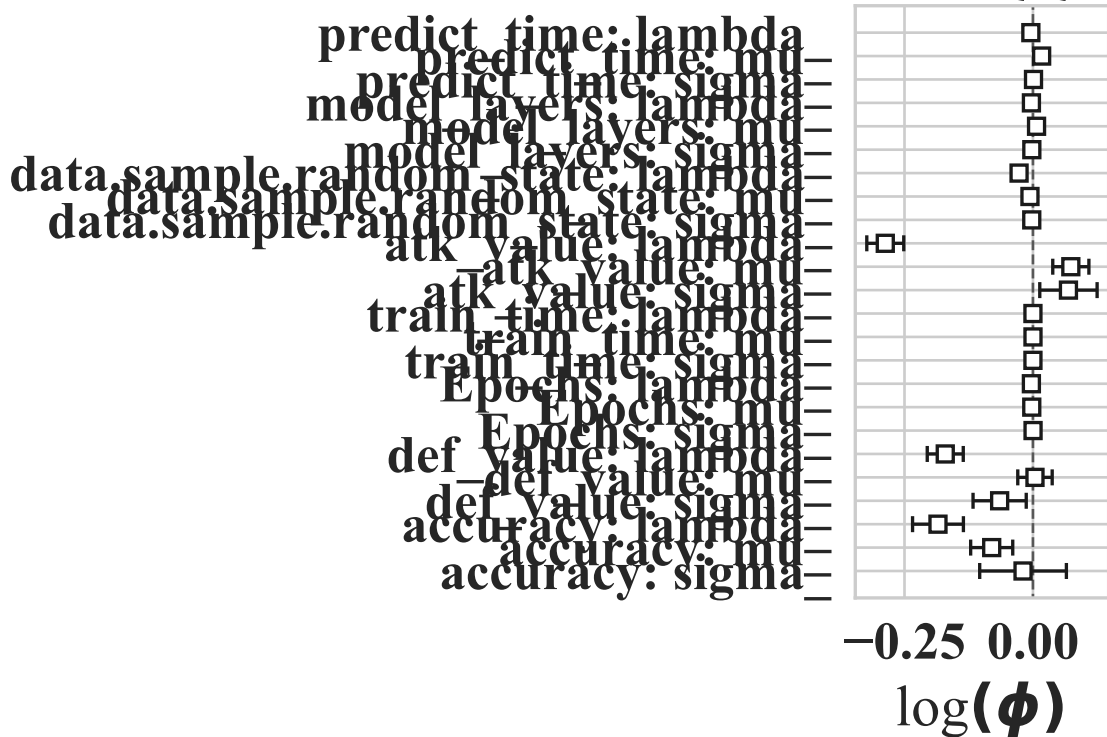 predict_time: lambda
predict_time: mu
predict_time: sigma
model_layers: lambda
model_layers: mu
model_layers: sigma
data.sample.random_state: lambda
data.sample.random_state: mu
data.sample.random_state: sigma
atk_value: lambda
atk_value: mu
atk_value: sigma
train_time: lambda
train_time: mu
train_time: sigma
Epochs: lambda
Epochs: mu
Epochs: sigma
def_value: lambda
def_value: mu
def_value: sigma
accuracy: lambda
accuracy: mu
accuracy: sigma
−0.25 0.00
log(ϕ)